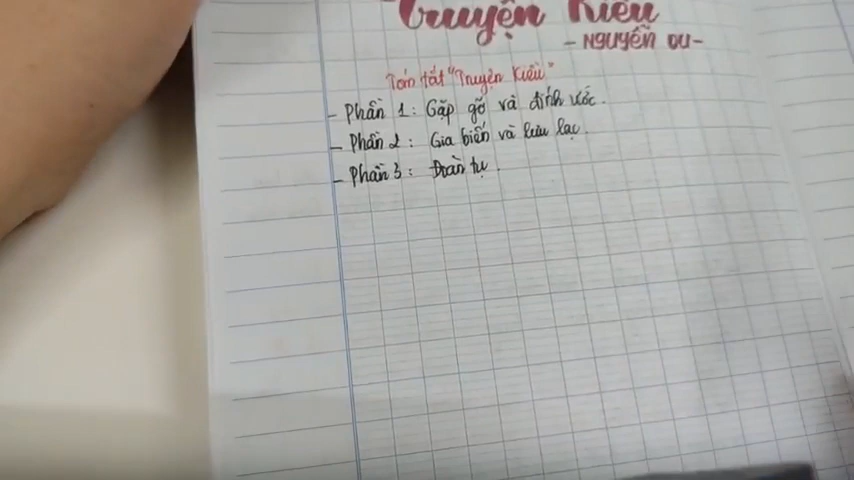 Truyện Kiều
- NGUYỄN DU -
Tóm tắt "Truyện Kiều"
- Phần 1: Gặp gỡ và đính ước.
- Phần 2: Gia biến và lưu lạc.
- Phần 3: Đoàn tụ.